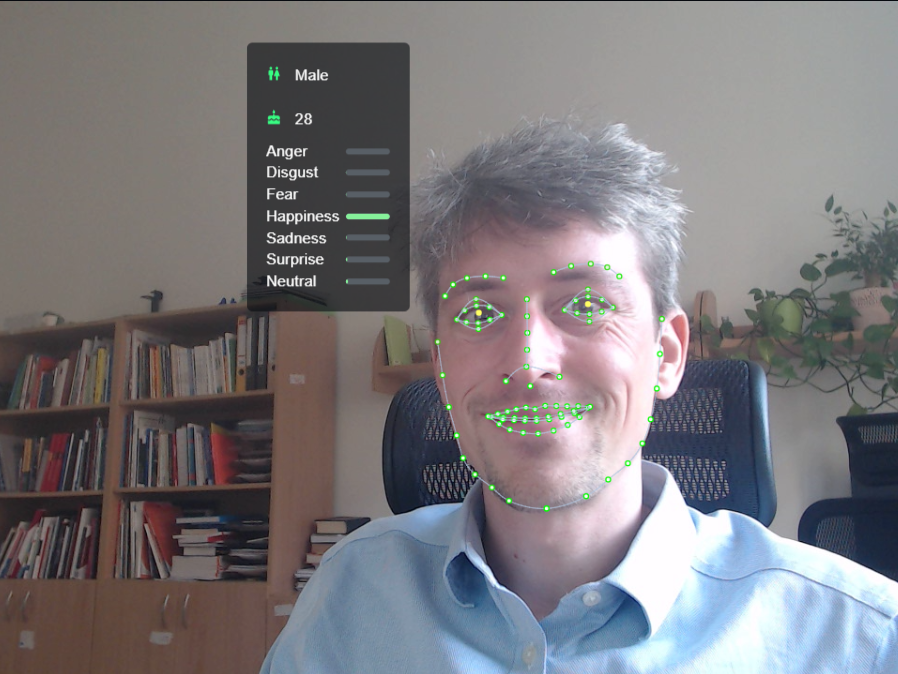 Male
28
Anger
Disgust
Fear
Happiness
Sadness
Surprise
Neutral